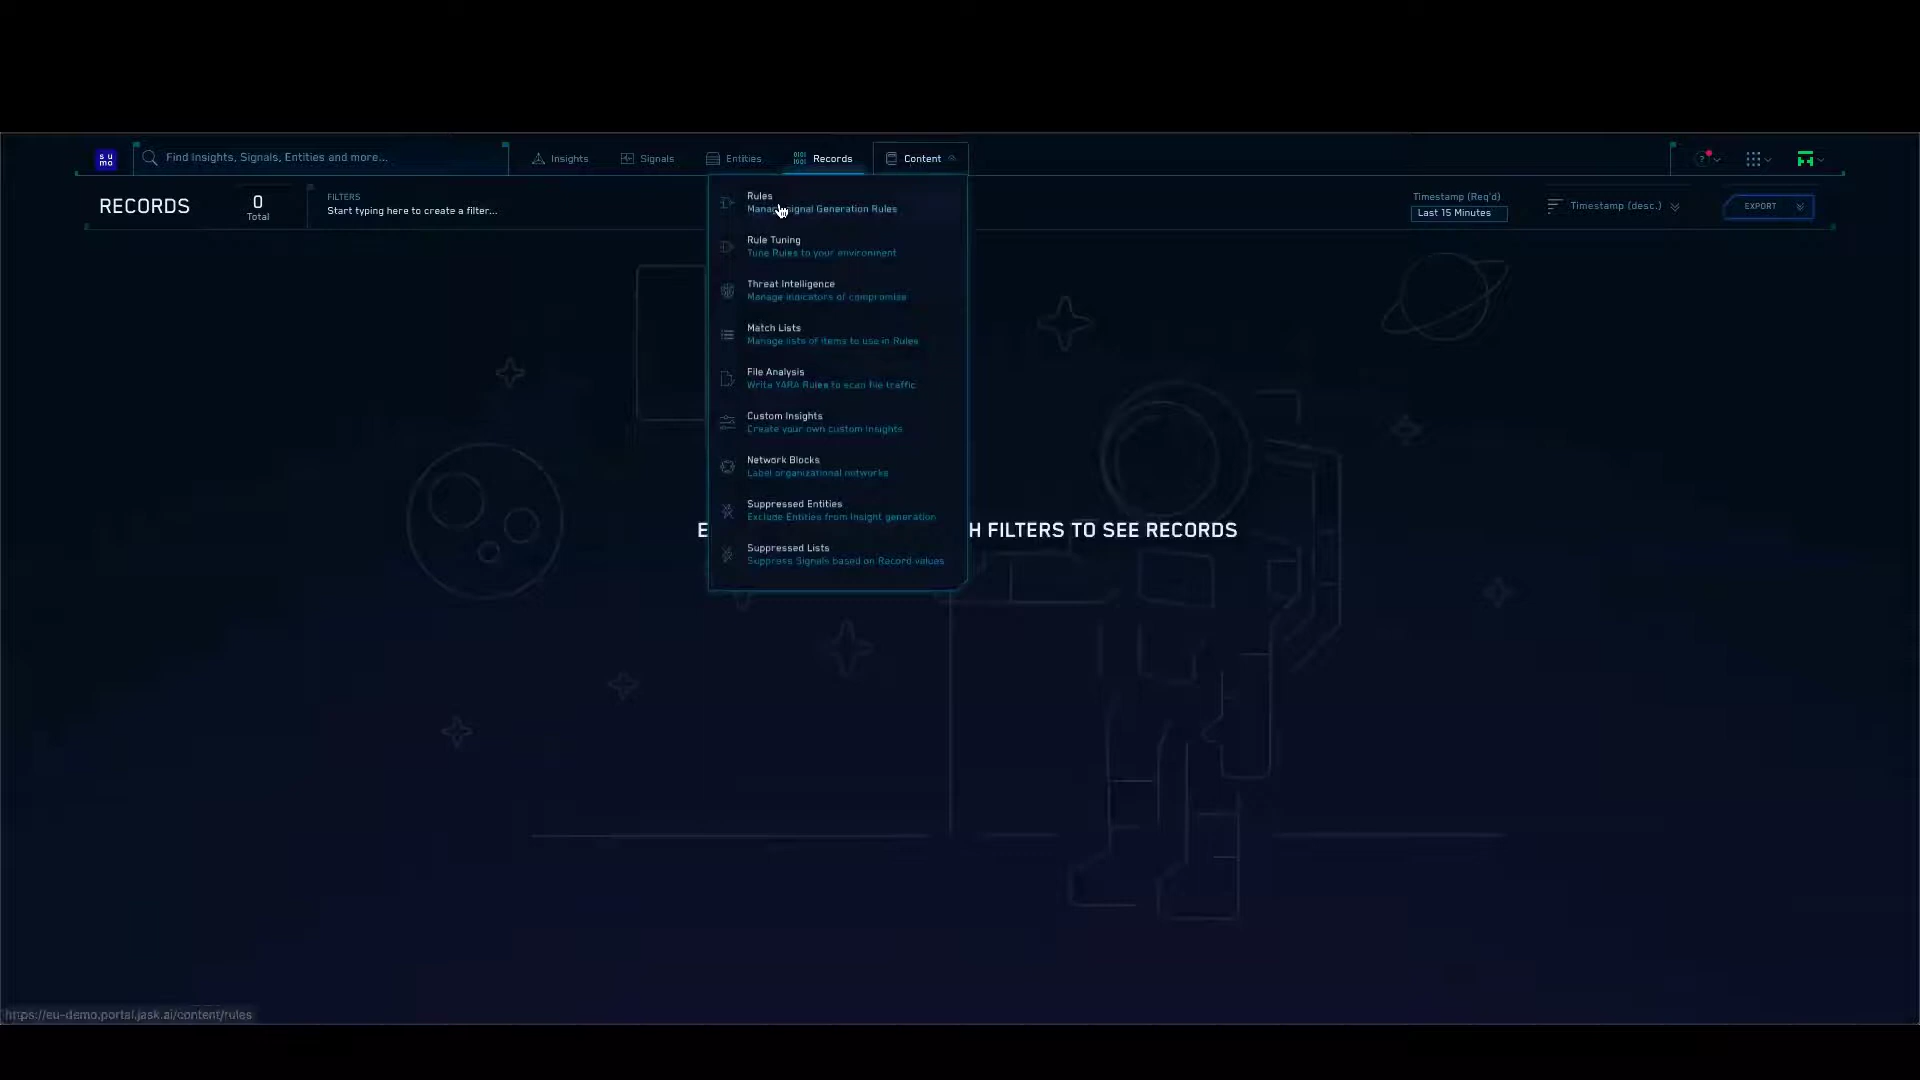 su
mo
Find Insights, Signals, Entities and more...
Insights
Signals
Entities
Records
Content
RECORDS
0
Total
FILTERS
Start typing here to create a filter...
Timestamp (Req'd)
Last 15 Minutes
Timestamp (desc.)
EXPORT
Rules
Signal Generation Rules
Rule Tuning
Tune Rules to your environment
Threat Intelligence
Manage indicators of compromise
Match Lists
Manage lists of items to use in Rules
File Analysis
Write YARA Rules to scan file traffic
Custom Insights
Create your own custom Insights
Network Blocks
Label organizational networks
Suppressed Entities
Exclude Entities from Insight generation
Suppressed Lists
Suppress Signals based on Record values
H FILTERS TO SEE RECORDS
https://eu-demo.portal.jask.ai/content/rules